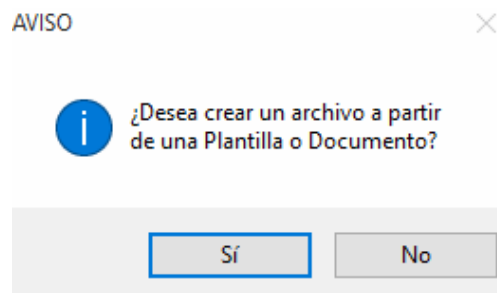 AVISO
¿Desea crear un archivo a partir
de una Plantilla o Documento?
Sí
No